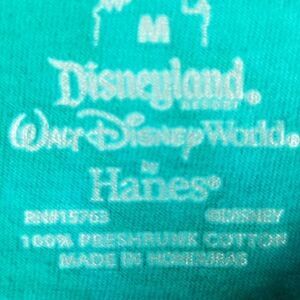 M
Disneyland®
RESORT
WALT DISNEY World®
by
Hanes®
RN#15763 ©DISNEY
100% PRESHRUNK COTTON
MADE IN HONDURAS